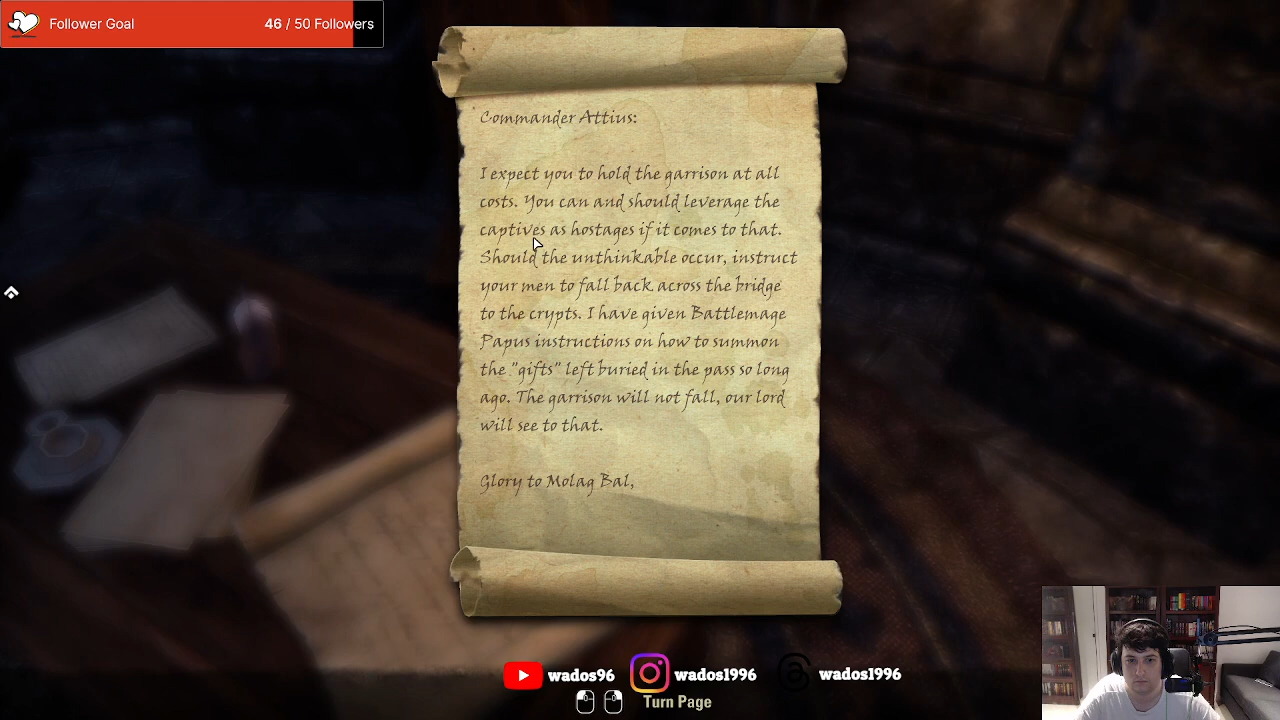 Follower Goal
46 / 50 Followers
Commander Attius:
I expect you to hold the garrison at all
costs. You can and should leverage the
captives as hostages if it comes to that.
Should the unthinkable occur, instruct
your men to fall back across the bridge
to the crypts. I have given Battlemage
Papus instructions on how to summon
the "gifts" left buried in the pass so long
ago. The garrison will not fall, our lord
will see to that.
Glory to Molag Bal,
wados96
wados1996
wados1996
Turn Page